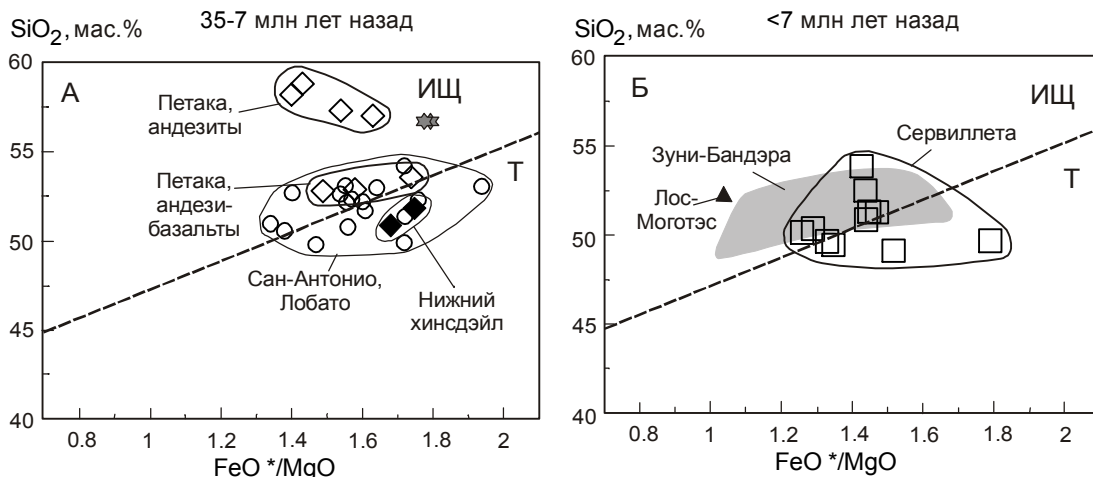 35-7 млн лет назад
SiO2, мас.%
60
55
50
45
40
А
ИЩ
Т
Петака,
андезиты
Петака,
андези-
базальты
Сан-Антонио,
Лобато
Нижний
хинсдэйл
0.8 1 1.2 1.4 1.6 1.8 2
FeO */MgO
<7 млн лет назад
SiO2, мас.%
60
55
50
45
40
Б
ИЩ
Т
Сервиллета
Зуни-Бандэра
Лос-
Моготэс
0.8 1 1.2 1.4 1.6 1.8 2
FeO */MgO